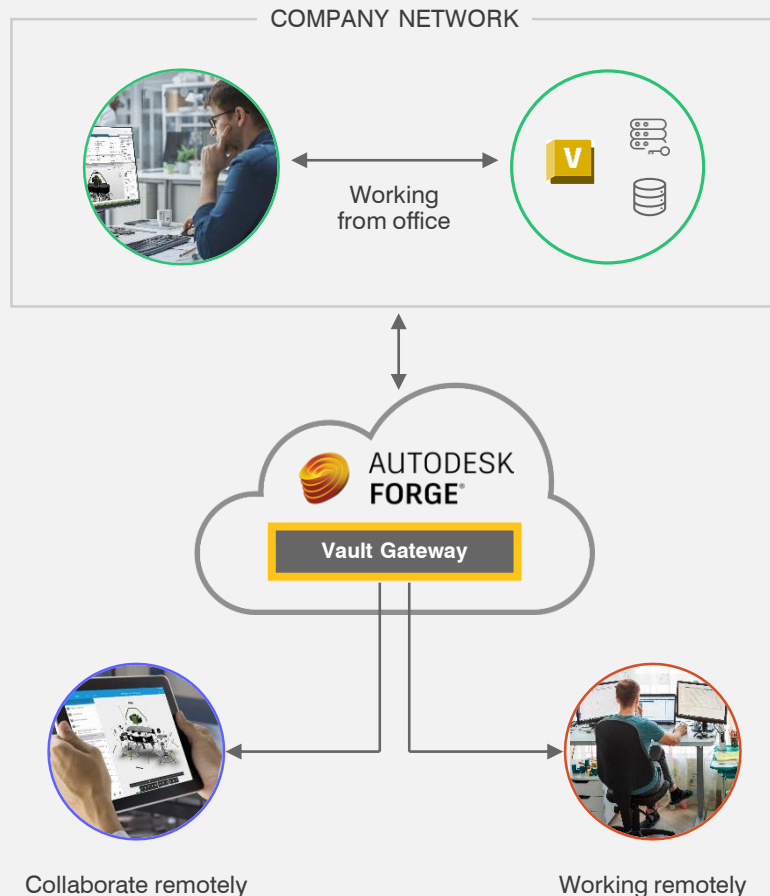 COMPANY NETWORK
V
Working
from office
AUTODESK
FORGE®
Vault Gateway
Collaborate remotely
Working remotely